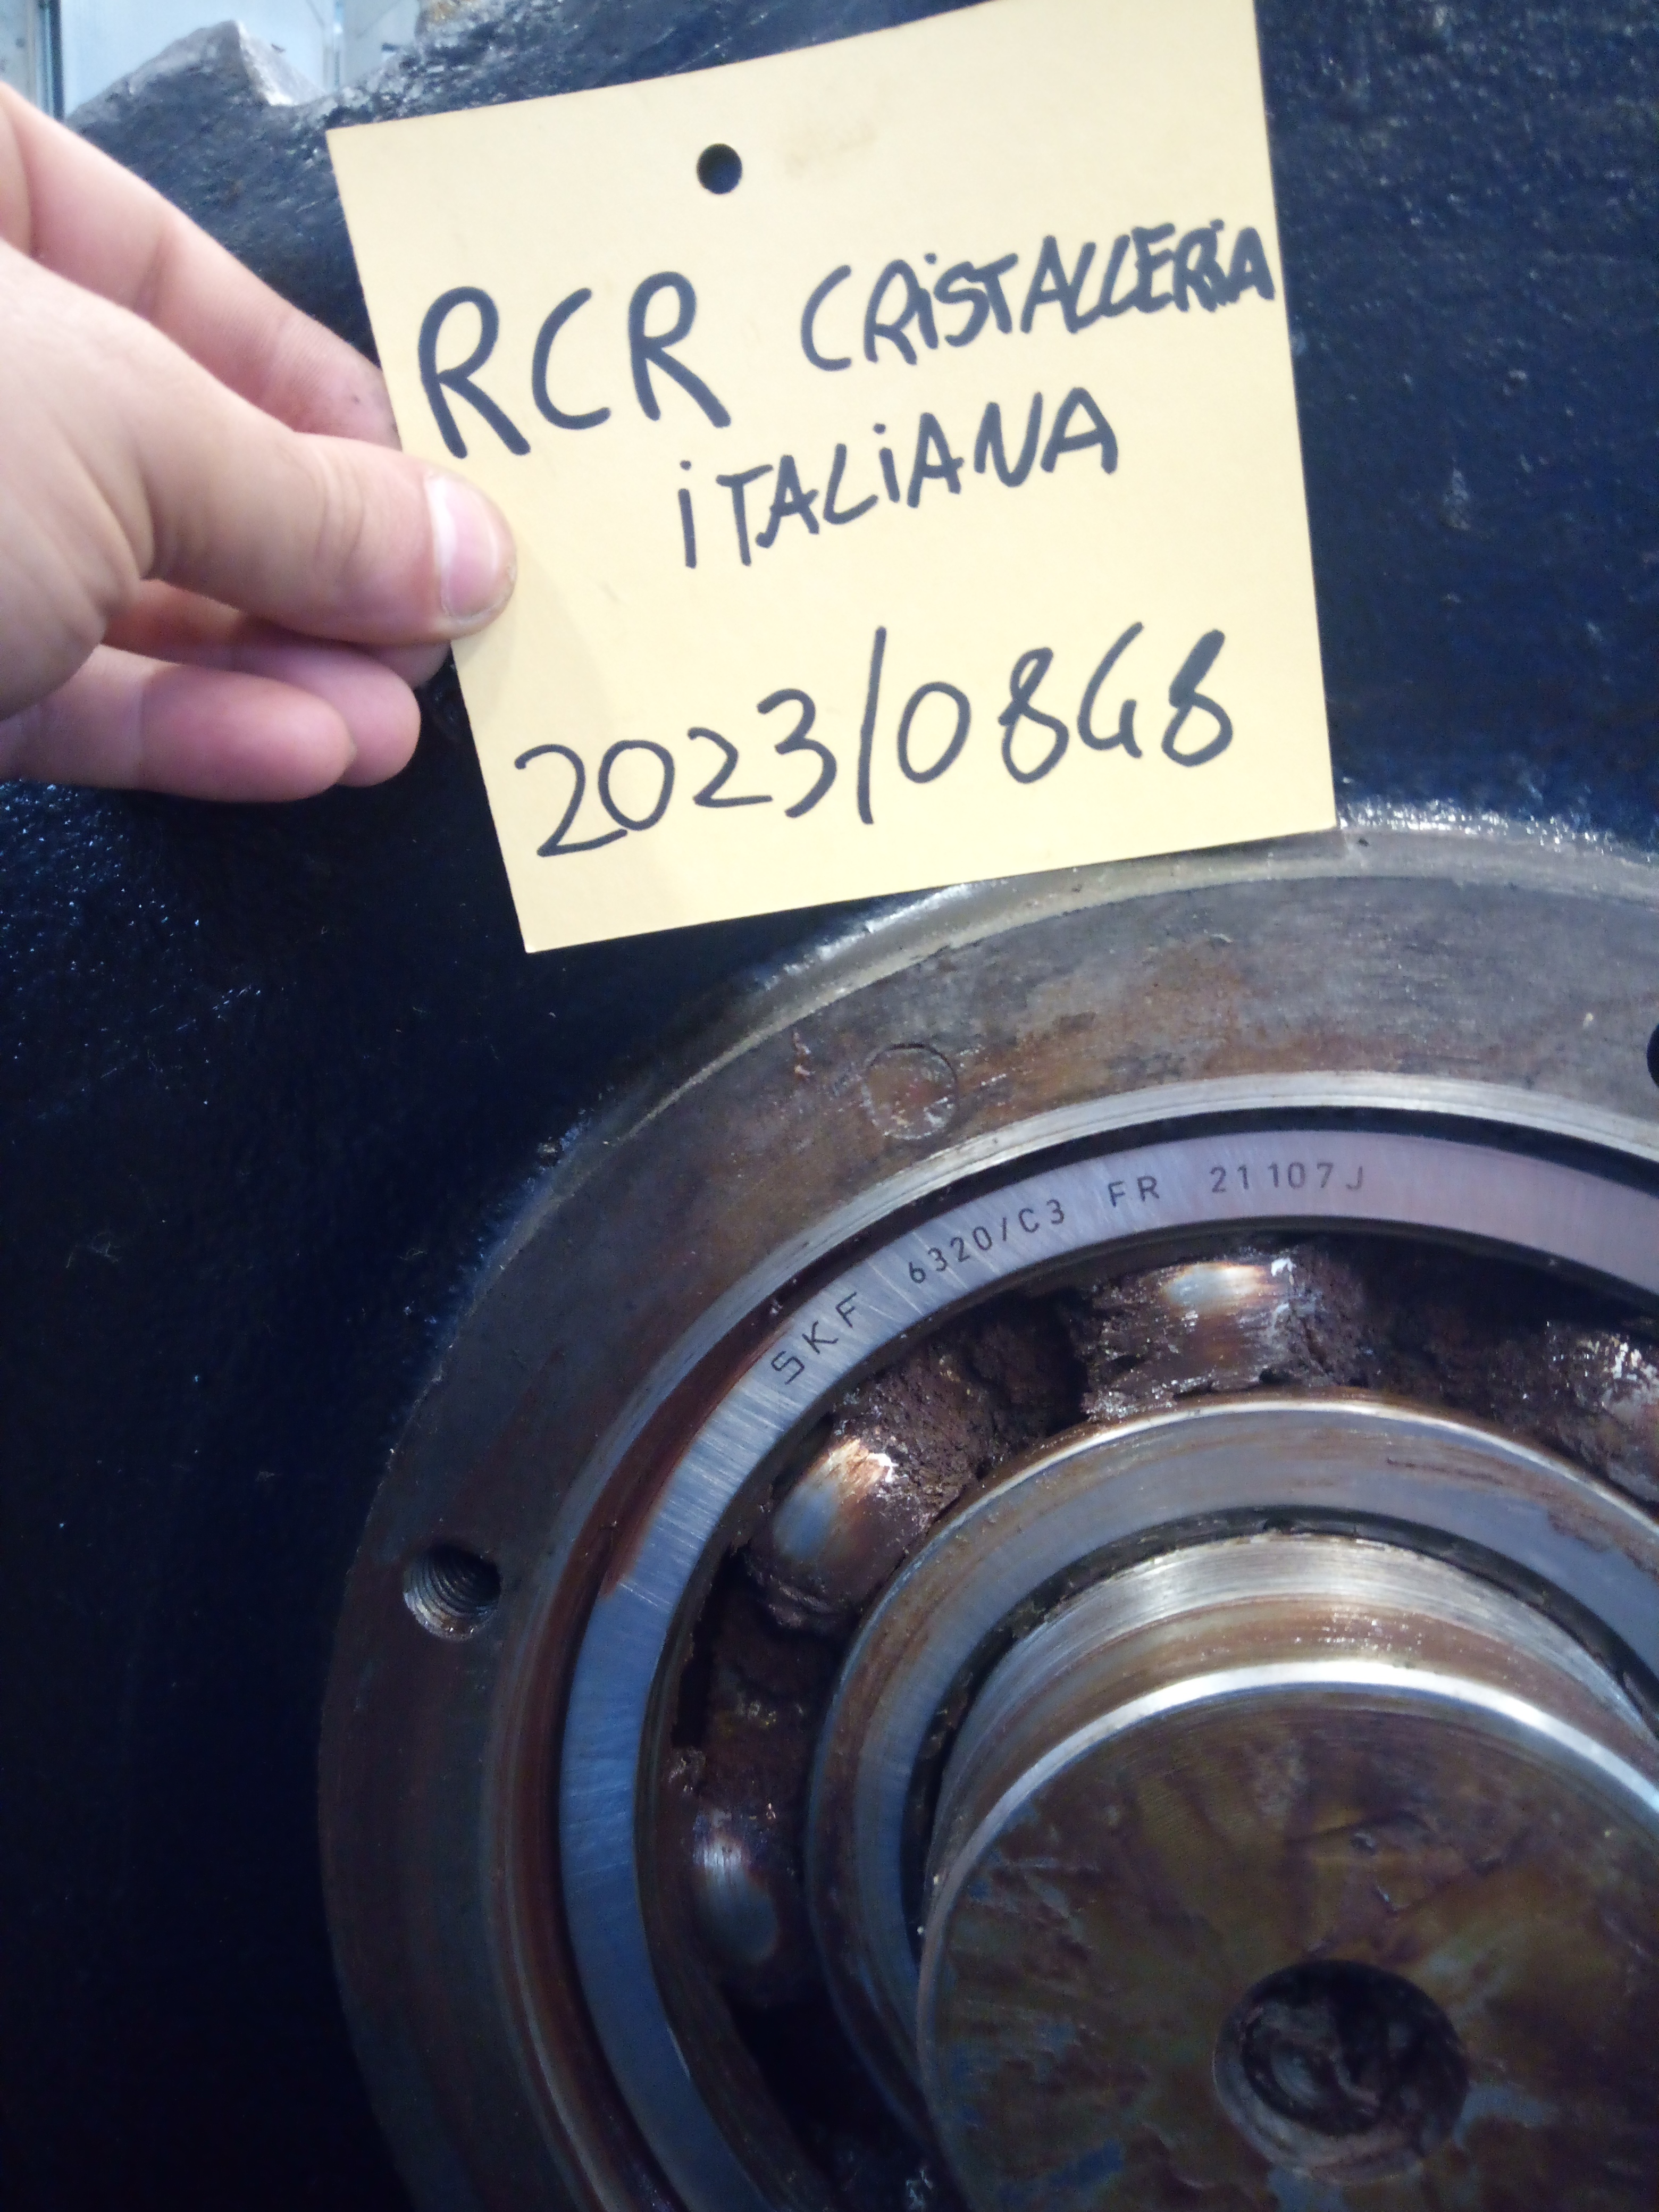 RCR CRiSTALLERiA
iTALiANA
2023/0848
SKF 6320/C3 FR 21107J